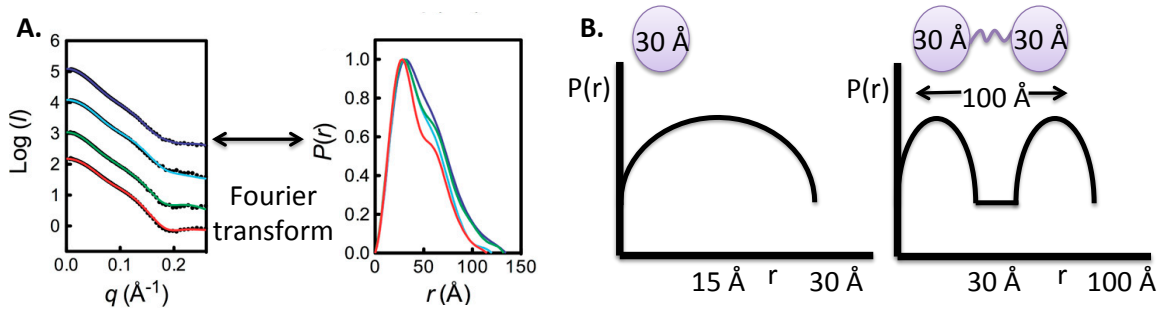 A.
6
5
4
3
2
1
0
Log (I)
0.0 0.1 0.2
q (Å-1)
Fourier
transform
1.0
0.8
0.6
0.4
0.2
0.0
P(r)
0 50 100 150
r (Å)
B.
30 Å
P(r)
15 Å r 30 Å
30 Å 30 Å
P(r)
100 Å
30 Å r 100 Å